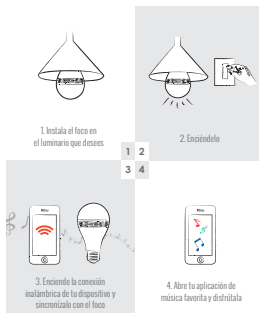 1. Instala el foco en
el luminario que desees
2. Enciéndelo
1 2
3 4
3. Enciende la conexión
inalámbrica de tu dispositivo y
sincronízalo con el foco
4. Abre tu aplicación de
música favorita y disfrútala